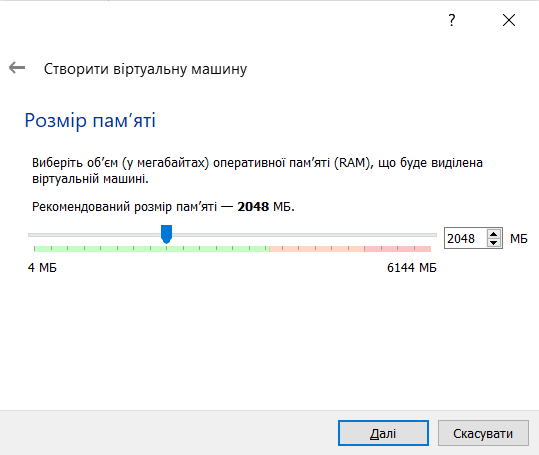 ?
Створити віртуальну машину
Розмір пам’яті
Виберіть об’єм (у мегабайтах) оперативної пам’яті (RAM), що буде виділена
віртуальній машині.
Рекомендований розмір пам’яті — 2048 МБ.
2048 МБ
4 МБ 6144 МБ
Далі Скасувати